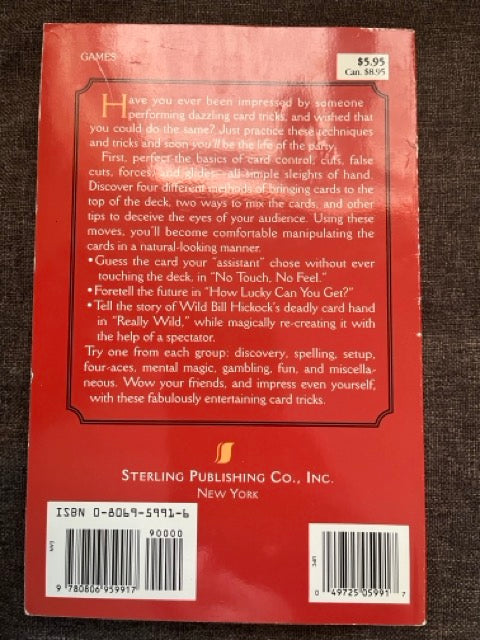 GAMES
$5.95
Can. $8.95
Have you ever been impressed by someone
performing dazzling card tricks, and wished that
you could do the same? Just practice these techniques
and tricks and soon you'll be the life of the party.
First, perfect the basics of card control, cuts, false
cuts, forces, and glides—all simple sleights of hand.
Discover four different methods of bringing cards to the
top of the deck, two ways to mix the cards, and other
tips to deceive the eyes of your audience. Using these
moves, you'll become comfortable manipulating the
cards in a natural-looking manner.
•Guess the card your "assistant" chose without ever
touching the deck, in "No Touch, No Feel."
•Foretell the future in "How Lucky Can You Get?"
•Tell the story of Wild Bill Hickock's deadly card hand
in "Really Wild," while magically re-creating it with
the help of a spectator.
Try one from each group: discovery, spelling, setup,
four-aces, mental magic, gambling, fun, and miscella-
neous. Wow your friends, and impress even yourself,
with these fabulously entertaining card tricks.
STERLING PUBLISHING CO., INC.
NEW YORK
ISBN 0-8069-5991-6
90000
9 780806 959917
0 49725 05991 7